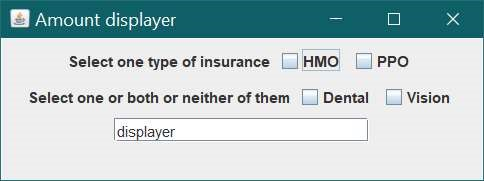 Amount displayer
Select one type of insurance HMO PPO
Select one or both or neither of them Dental Vision
displayer